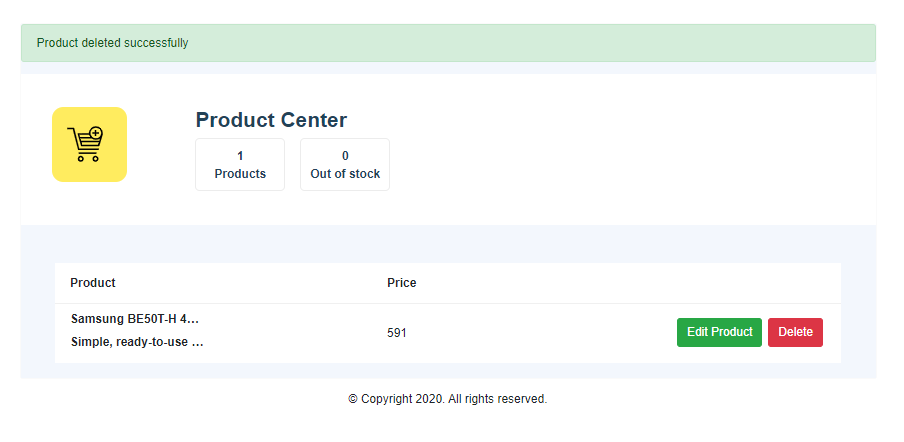 Product deleted successfully
Product Center
1
Products
0
Out of stock
Product Price
Samsung BE50T-H 4...
Simple, ready-to-use ...
591
Edit Product Delete
© Copyright 2020. All rights reserved.